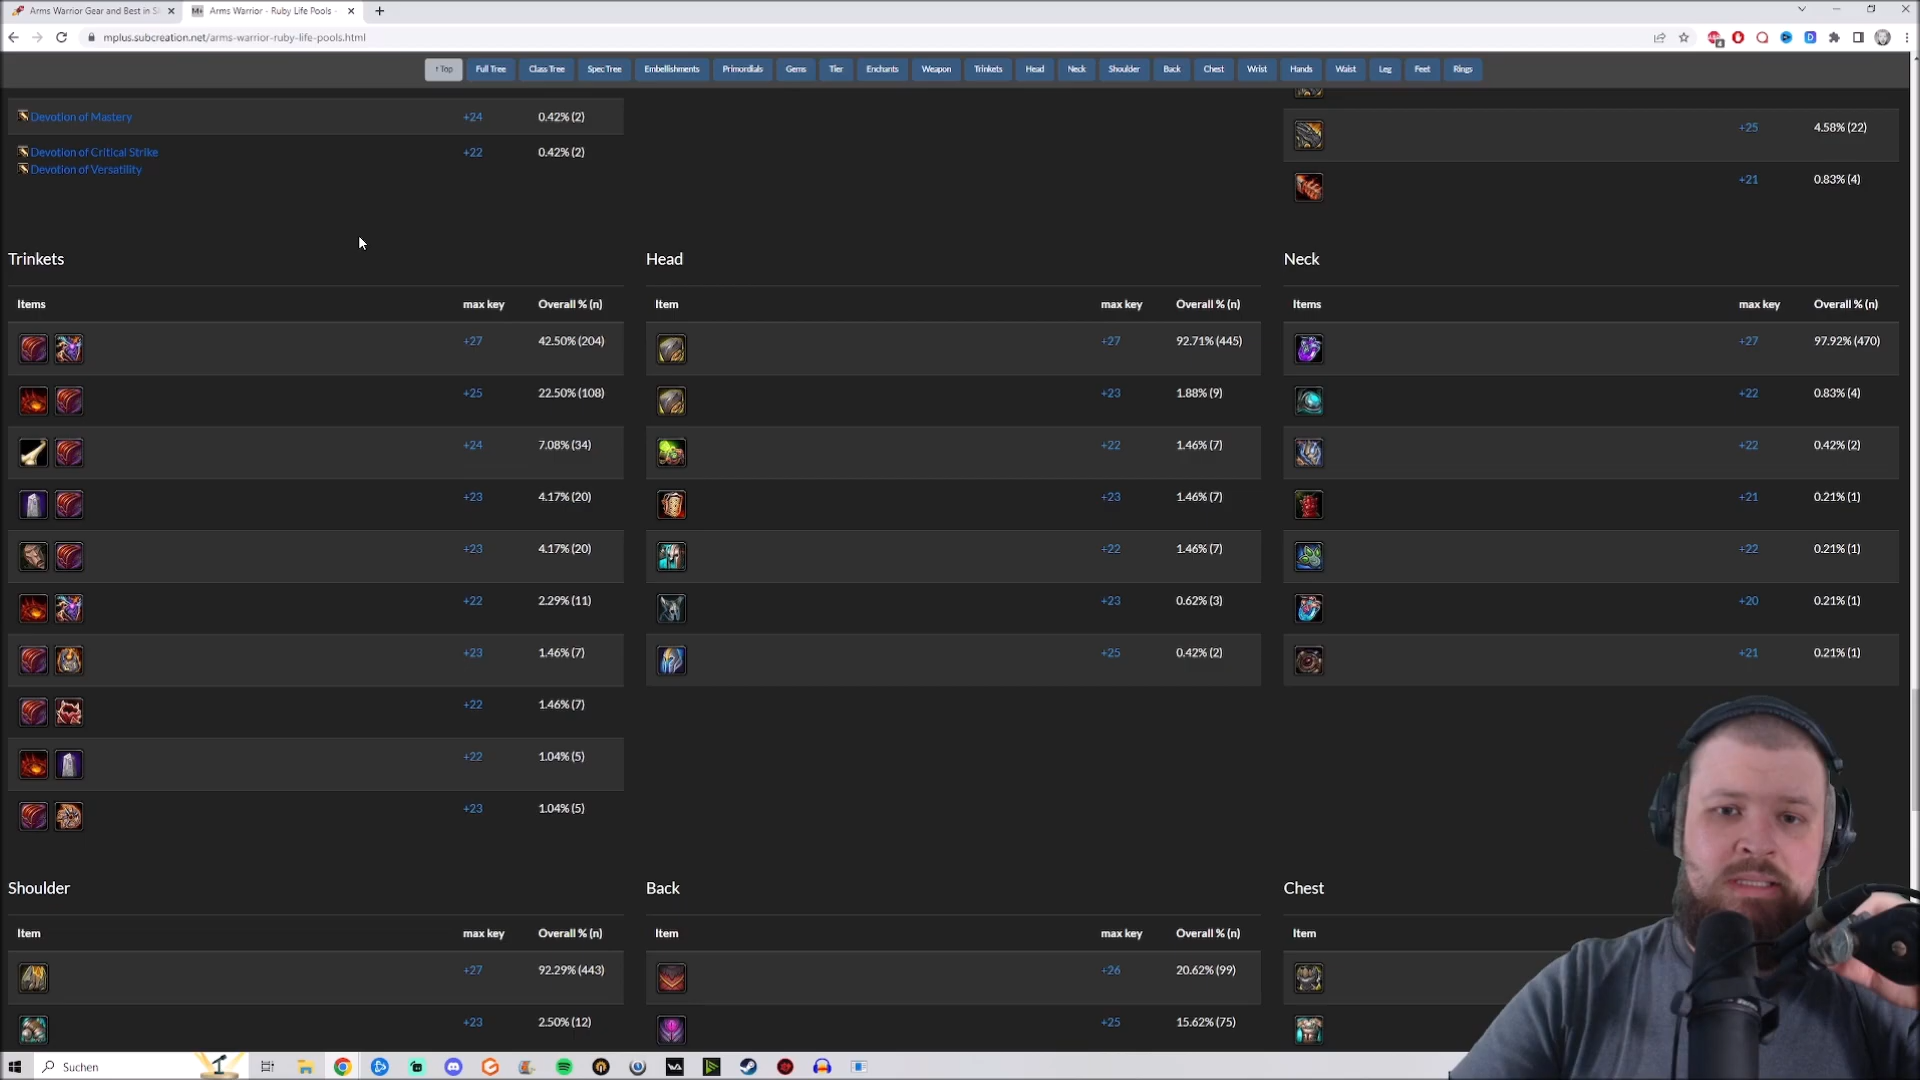 Arms Warrior Gear and Best in S
Arms Warrior - Ruby Life Pools -
mplus.subcreation.net/arms-warrior-ruby-life-pools.html
↑ Top Full Tree Class Tree Spec Tree Embellishments Primordials Gems Tier Enchants Weapon Trinkets Head Neck Shoulder Back Chest Wrist Hands Waist Leg Feet Rings
Devotion of Mastery +24 0.42% (2)
Devotion of Critical Strike +22 0.42% (2)
Devotion of Versatility
+25 4.58% (22)
+21 0.83% (4)
Trinkets
Items max key Overall % (n)
+27 42.50% (204)
+25 22.50% (108)
+24 7.08% (34)
+23 4.17% (20)
+23 4.17% (20)
+22 2.29% (11)
+23 1.46% (7)
+22 1.46% (7)
+22 1.04% (5)
+23 1.04% (5)
Head
Item max key Overall % (n)
+27 92.71% (445)
+23 1.88% (9)
+22 1.46% (7)
+23 1.46% (7)
+22 1.46% (7)
+23 0.62% (3)
+25 0.42% (2)
Neck
Items max key Overall % (n)
+27 97.92% (470)
+22 0.83% (4)
+22 0.42% (2)
+21 0.21% (1)
+22 0.21% (1)
+20 0.21% (1)
+21 0.21% (1)
Shoulder
Item max key Overall % (n)
+27 92.29% (443)
+23 2.50% (12)
Back
Item max key Overall % (n)
+26 20.62% (99)
+25 15.62% (75)
Chest
Item
Suchen